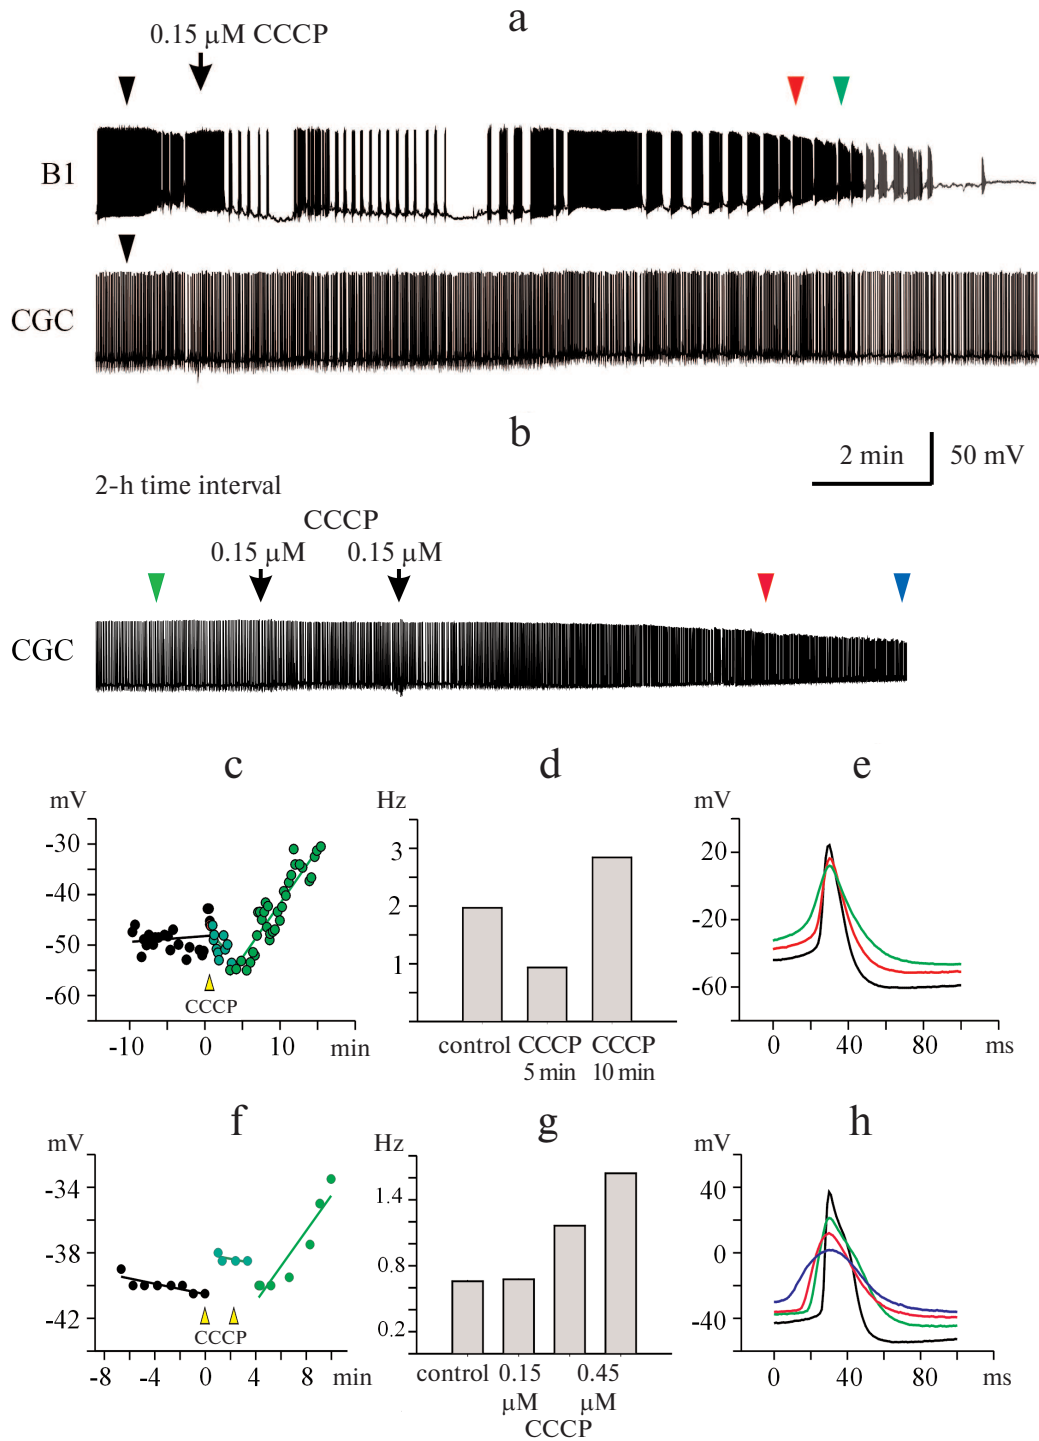 a
0.15 μM CCCP
B1
CGC
b
2 min 50 mV
2-h time interval
CCCP
0.15 μM 0.15 μM
CGC
c d e
mV
-30
-40
-50
-60
CCCP
-10 0 10 min
Hz
3
2
1
control CCCP CCCP
5 min 10 min
mV
20
-20
-60
0 40 80 ms
f g h
mV
-34
-38
-42
CCCP
-8 -4 0 4 8 min
Hz
1.4
0.8
0.2
control 0.15 0.45
μM μM
CCCP
mV
40
0
-40
0 40 80 ms